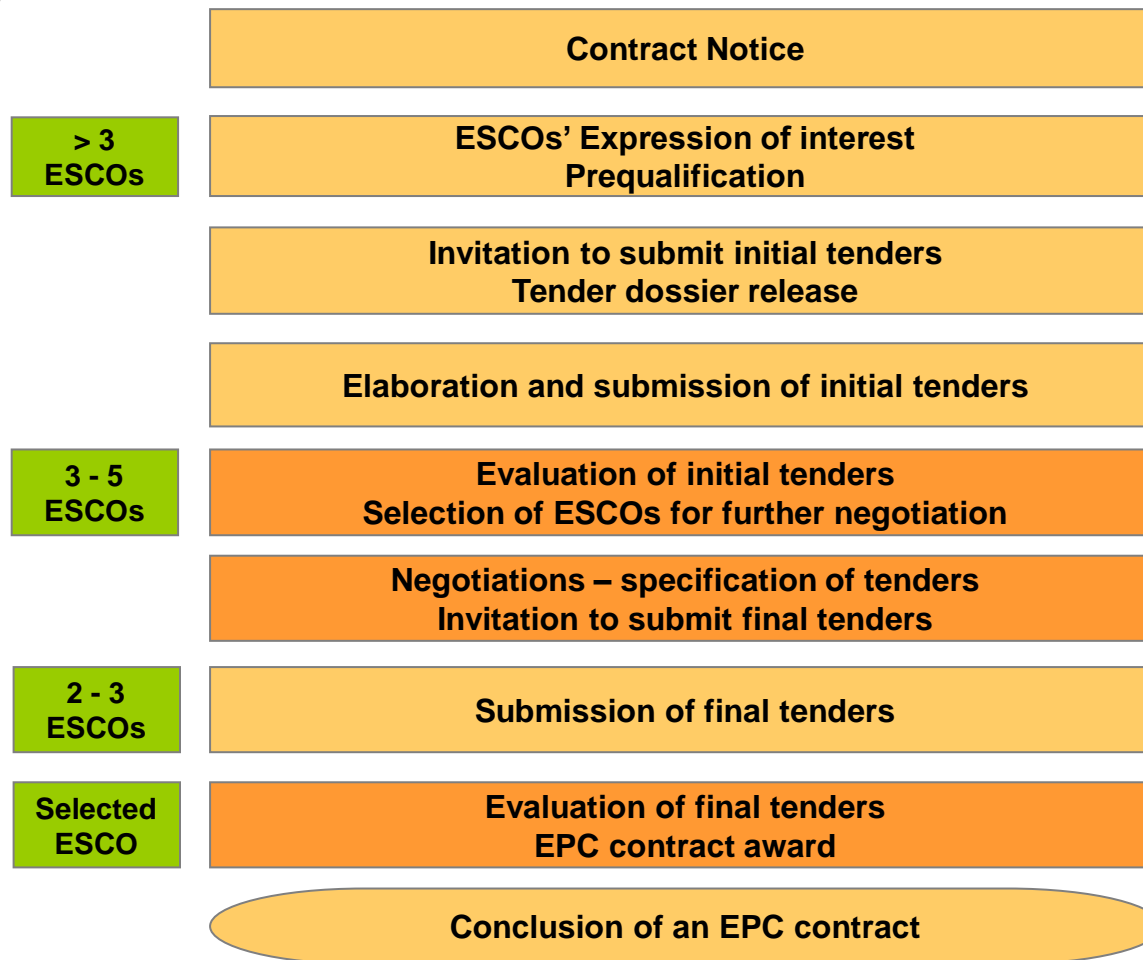 Contract Notice
> 3
ESCOs
ESCOs’ Expression of interest
Prequalification
Invitation to submit initial tenders
Tender dossier release
Elaboration and submission of initial tenders
3 - 5
ESCOs
Evaluation of initial tenders
Selection of ESCOs for further negotiation
Negotiations – specification of tenders
Invitation to submit final tenders
2 - 3
ESCOs
Submission of final tenders
Selected
ESCO
Evaluation of final tenders
EPC contract award
Conclusion of an EPC contract